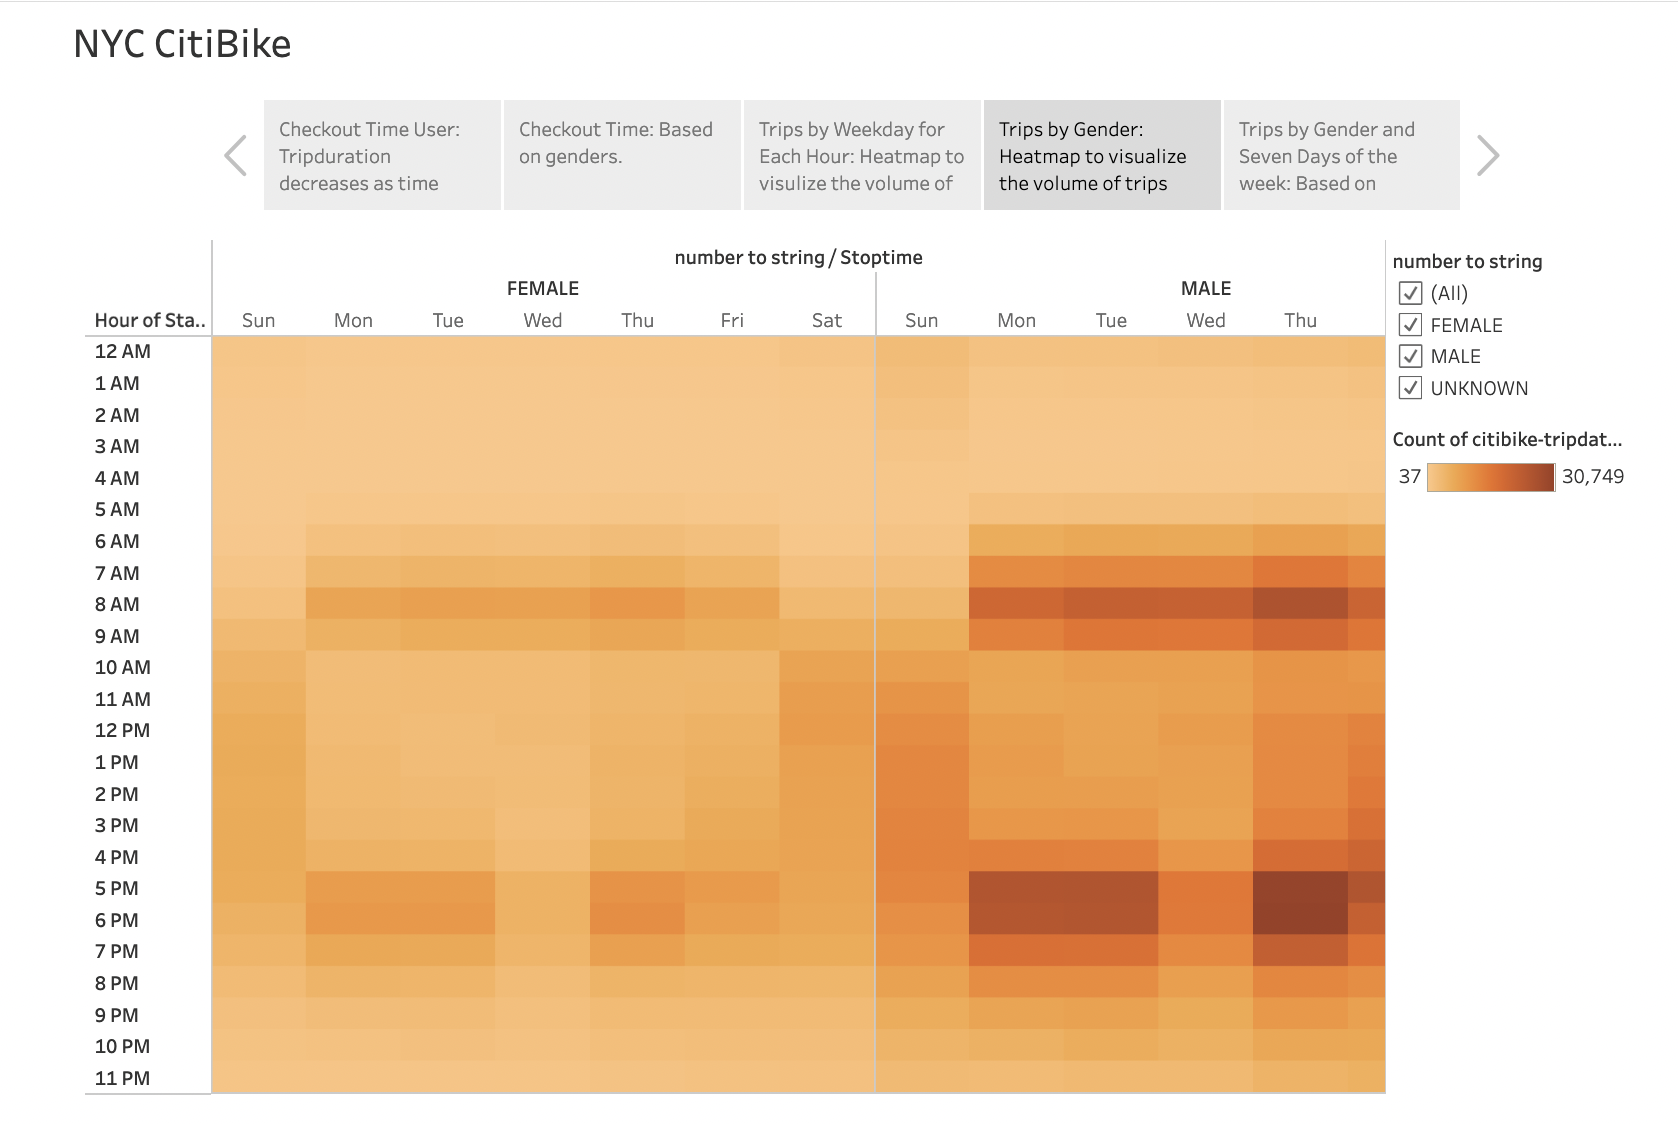 NYC CitiBike
Checkout Time User:
Tripduration
decreases as time
Checkout Time: Based
on genders.
Trips by Weekday for
Each Hour: Heatmap to
visulize the volume of
Trips by Gender:
Heatmap to visualize
the volume of trips
Trips by Gender and
Seven Days of the
week: Based on
number to string / Stoptime
FEMALE MALE
Hour of Sta.. Sun Mon Tue Wed Thu Fri Sat Sun Mon Tue Wed Thu
12 AM
1 AM
2 AM
3 AM
4 AM
5 AM
6 AM
7 AM
8 AM
9 AM
10 AM
11 AM
12 PM
1 PM
2 PM
3 PM
4 PM
5 PM
6 PM
7 PM
8 PM
9 PM
10 PM
11 PM
number to string
(All)
FEMALE
MALE
UNKNOWN
Count of citibike-tripdat...
37 30,749